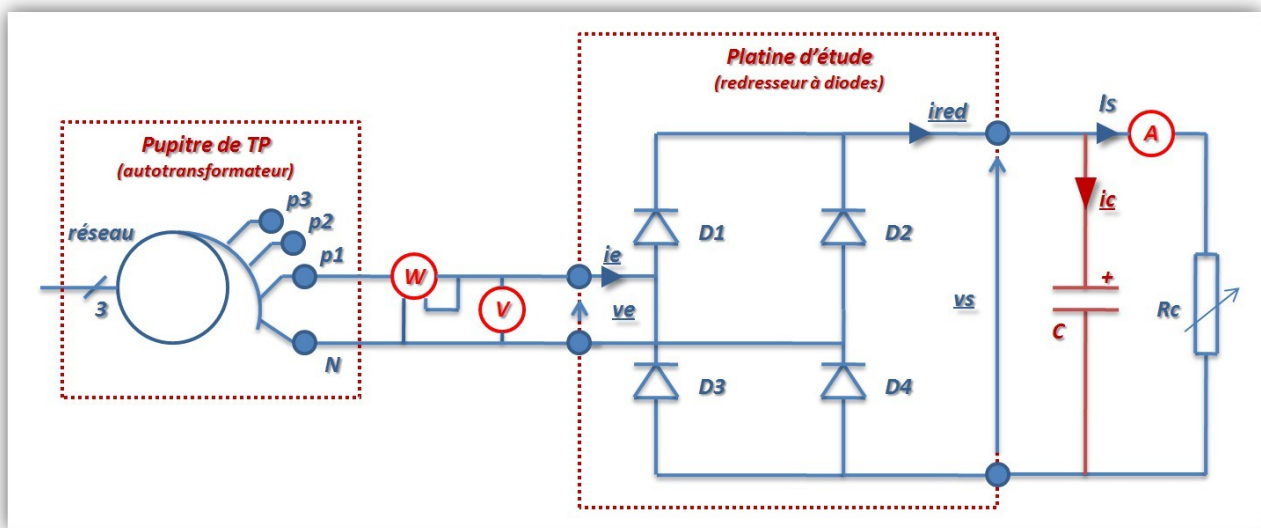 Platine d'étude
(redresseur à diodes)
Pupitre de TP
(autotransformateur)
ired
Is
A
réseau
p3
p2
p1
3
N
W
V
ie
ve
D1
D2
D3
D4
vs
ic
+
C
Rc